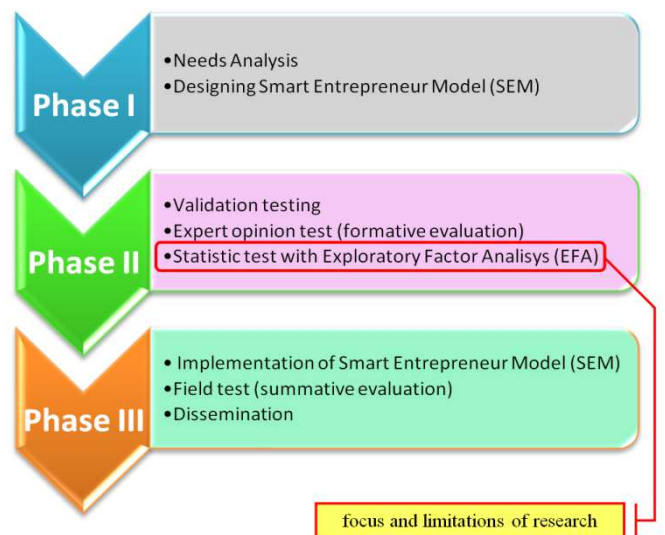 Phase I
•Needs Analysis
•Designing Smart Entrepreneur Model (SEM)
Phase II
•Validation testing
•Expert opinion test (formative evaluation)
•Statistic test with Exploratory Factor Analisys (EFA)
Phase III
• Implementation of Smart Entrepreneur Model (SEM)
•Field test (summative evaluation)
•Dissemination
focus and limitations of research